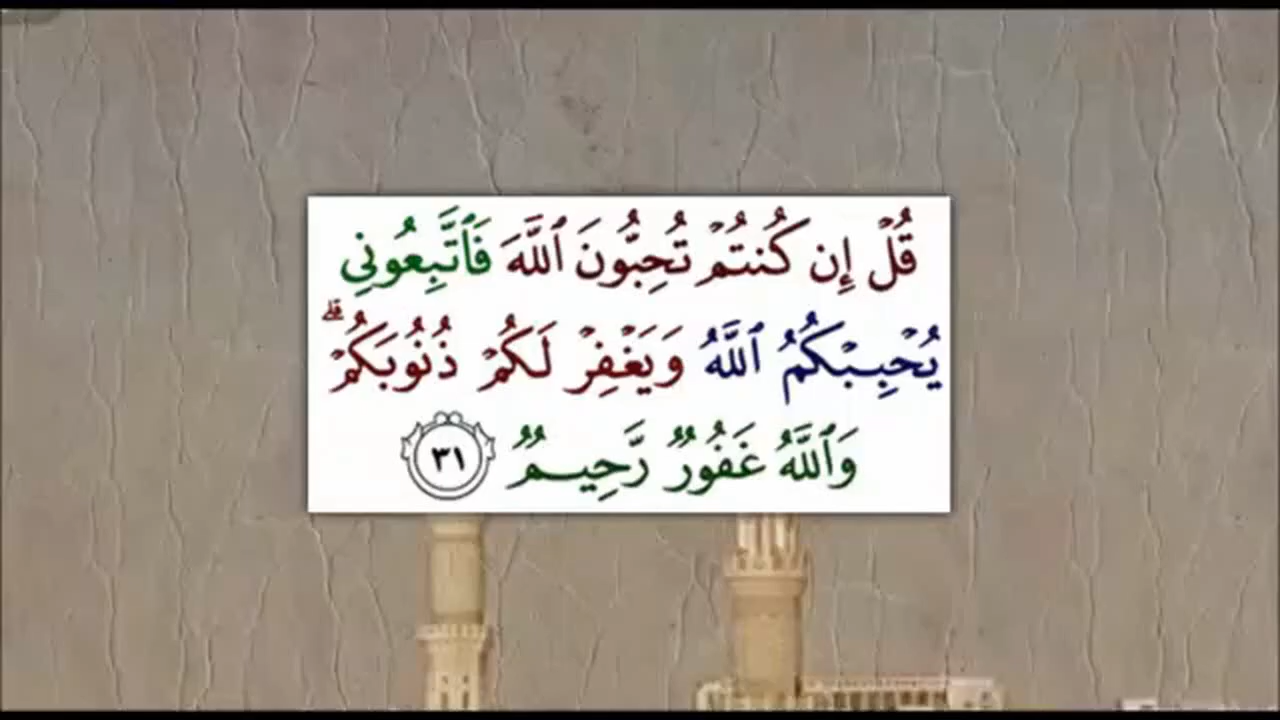 قُلْ إِن كُنتُمْ تُحِبُّونَ ٱللَّهَ فَٱتَّبِعُونِى
يُحْبِبْكُمُ ٱللَّهُ وَيَغْفِرْ لَكُمْ ذُنُوبَكُمْ ۗ
وَٱللَّهُ غَفُورٌ رَّحِيمٌ ٣١